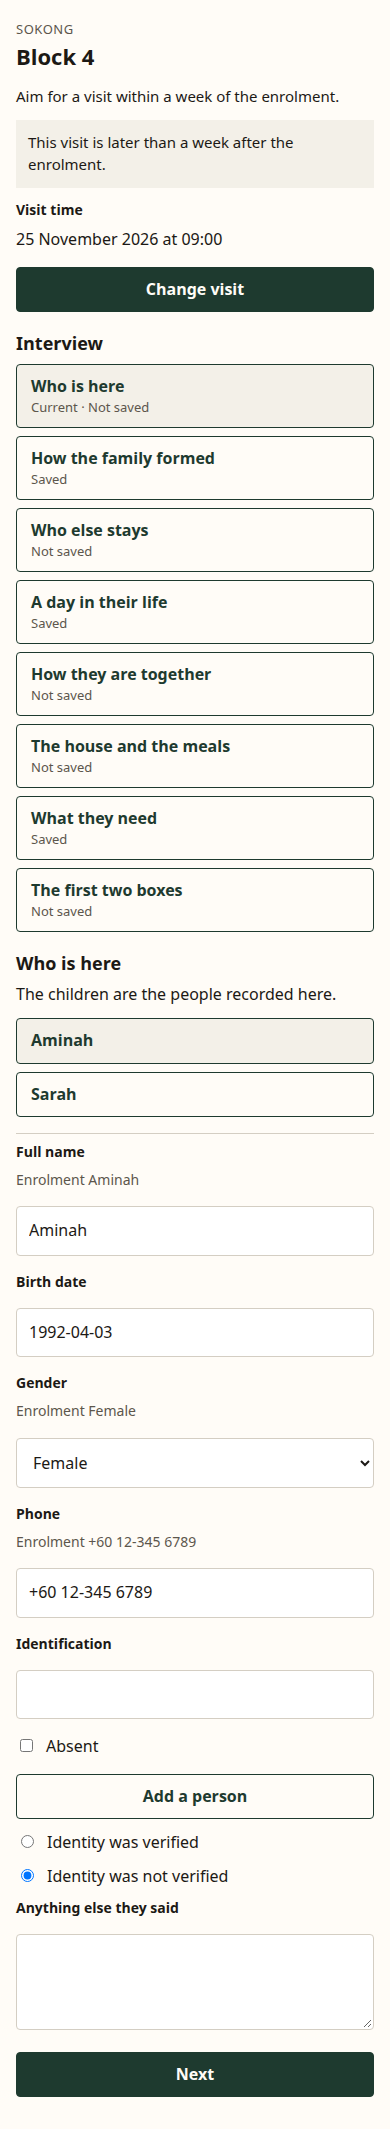 SOKONG
Block 4
Aim for a visit within a week of the enrolment.
This visit is later than a week after the
enrolment.
Visit time
25 November 2026 at 09:00
Change visit
Interview
Who is here
Current · Not saved
How the family formed
Saved
Who else stays
Not saved
A day in their life
Saved
How they are together
Not saved
The house and the meals
Not saved
What they need
Saved
The first two boxes
Not saved
Who is here
The children are the people recorded here.
Aminah
Sarah
Full name
Enrolment Aminah
Aminah
Birth date
1992-04-03
Gender
Enrolment Female
Female
Phone
Enrolment +60 12-345 6789
+60 12-345 6789
Identification
Absent
Add a person
Identity was verified
Identity was not verified
Anything else they said
Next